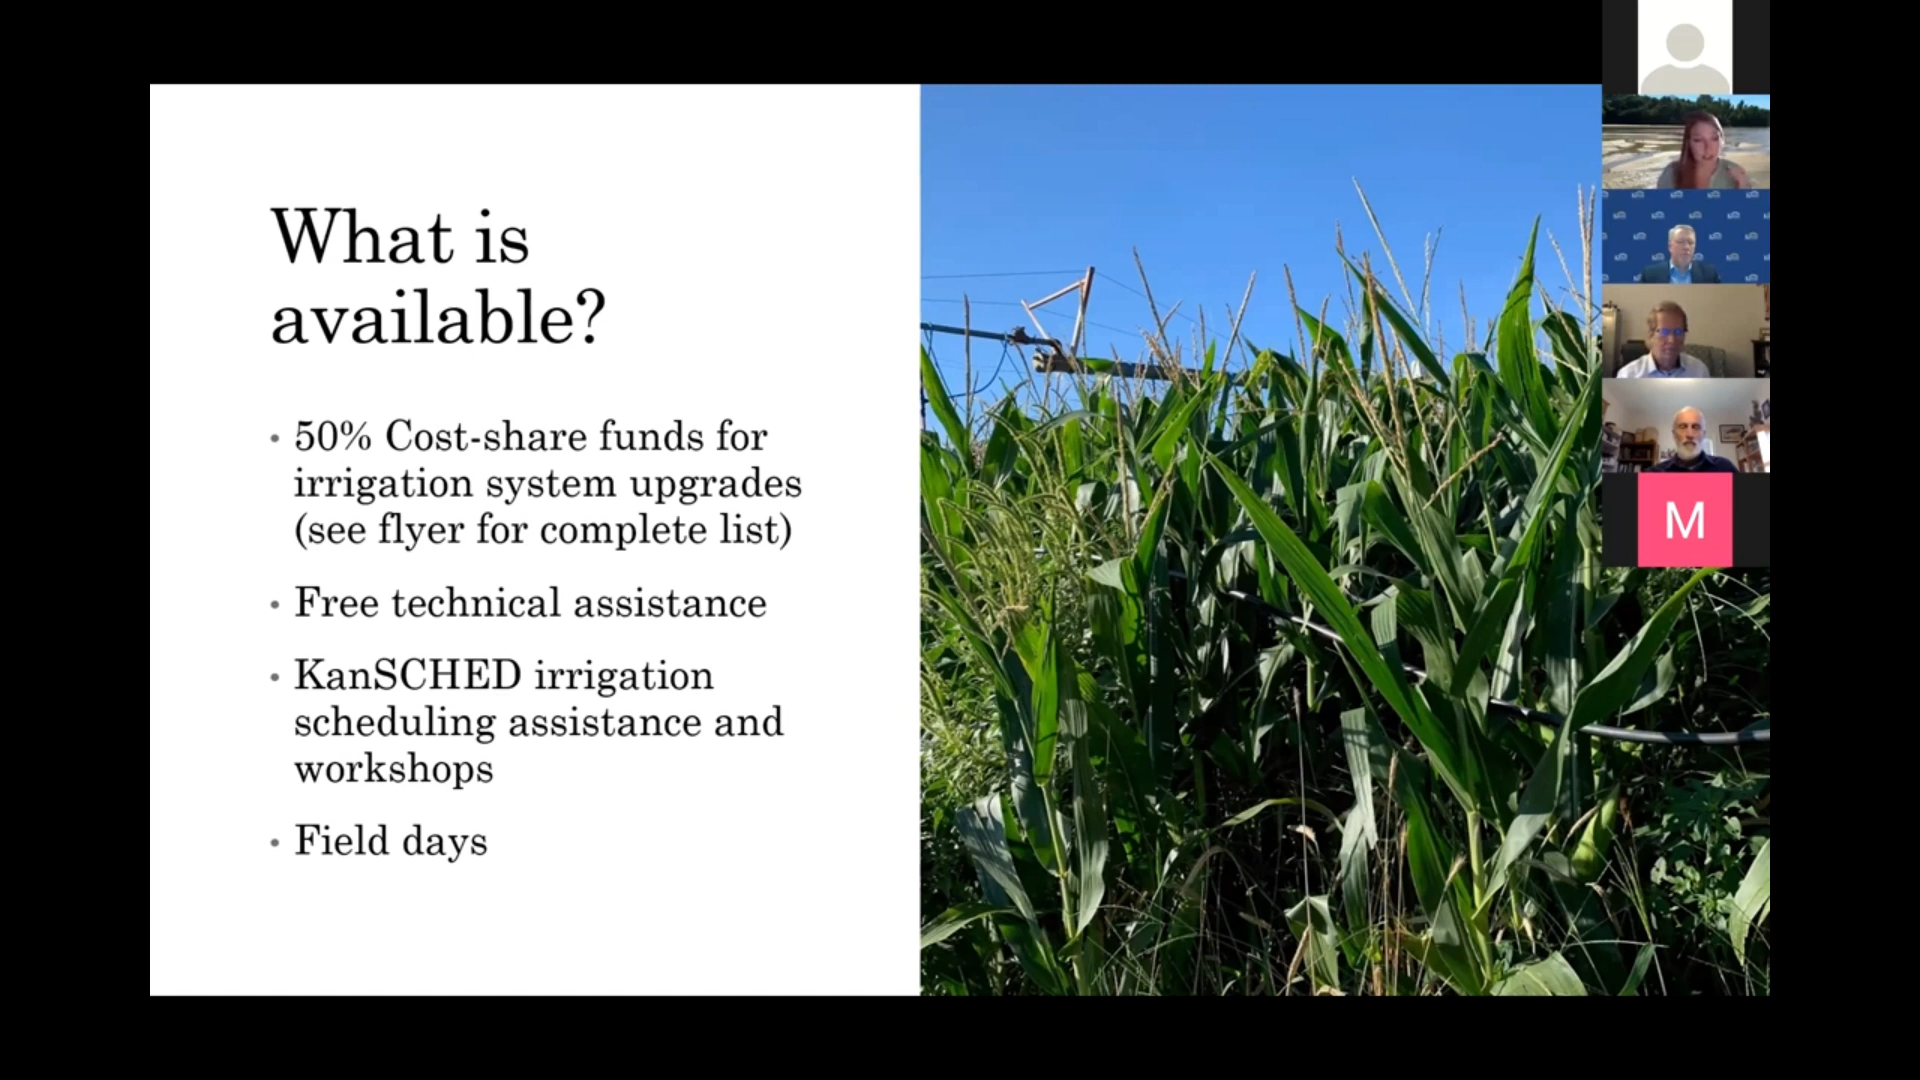 What is
available?
• 50% Cost-share funds for
irrigation system upgrades
(see flyer for complete list)
• Free technical assistance
• KanSCHED irrigation
scheduling assistance and
workshops
• Field days
M